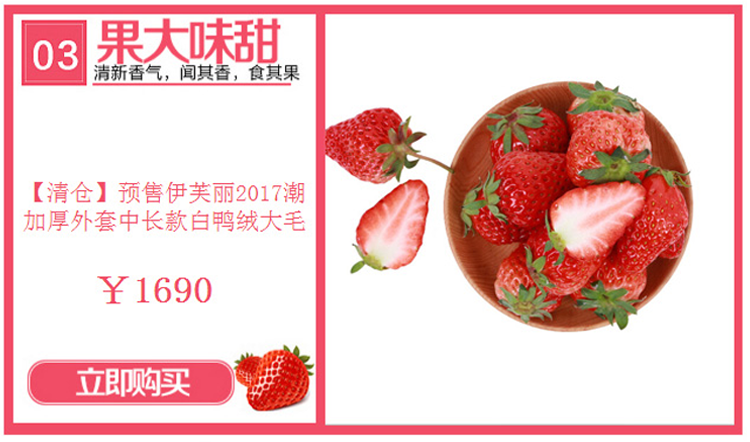 03
果大味甜
清新香气，闻其香，食其果
【清仓】预售伊芙丽2017潮
加厚外套中长款白鸭绒大毛
￥1690
立即购买